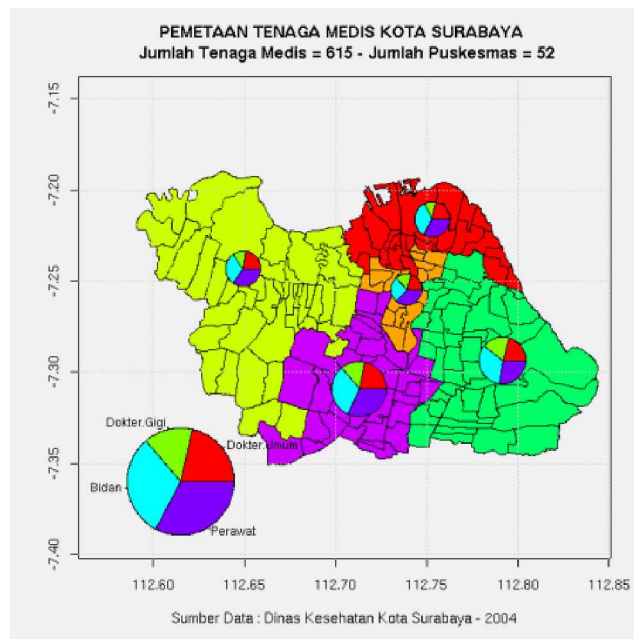 PEMETAAN TENAGA MEDIS KOTA SURABAYA
Jumlah Tenaga Medis = 615 - Jumlah Puskesmas = 52
-7.15
-7.20
-7.25
-7.30
-7.35
-7.40
Dokter.Gigi
Dokter.Umum
Bidan
Perawat
112.60
112.65
112.70
112.75
112.80
112.85
Sumber Data : Dinas Kesehatan Kota Surabaya - 2004